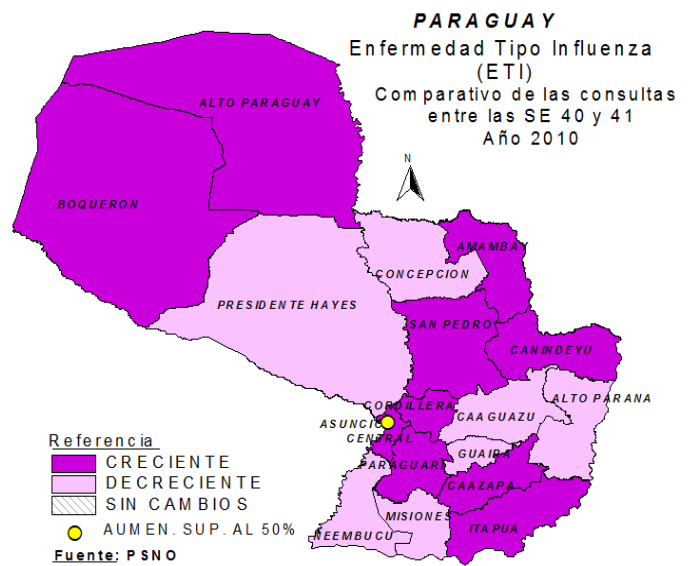 PARAGUAY
Enfermedad Tipo Influenza
(ETI)
Comparativo de las consultas
entre las SE 40 y 41
Año 2010
N
ALTO PARAGUAY
BOQUERON
AMAMBAY
CONCEPCION
PRESIDENTE HAYES
SAN PEDRO
CANINDEYU
ALTO PARANA
CORDILLERA
CAAGUAZU
ASUNCIO
CENTRAL
GUAIRA
PARAGUARI
CAAZAPA
MISIONES
ITAPUA
NEEMBUCU
Referencia
CRECIENTE
DECRECIENTE
SIN CAMBIOS
AUMEN. SUP. AL 50%
Fuente: PSNO